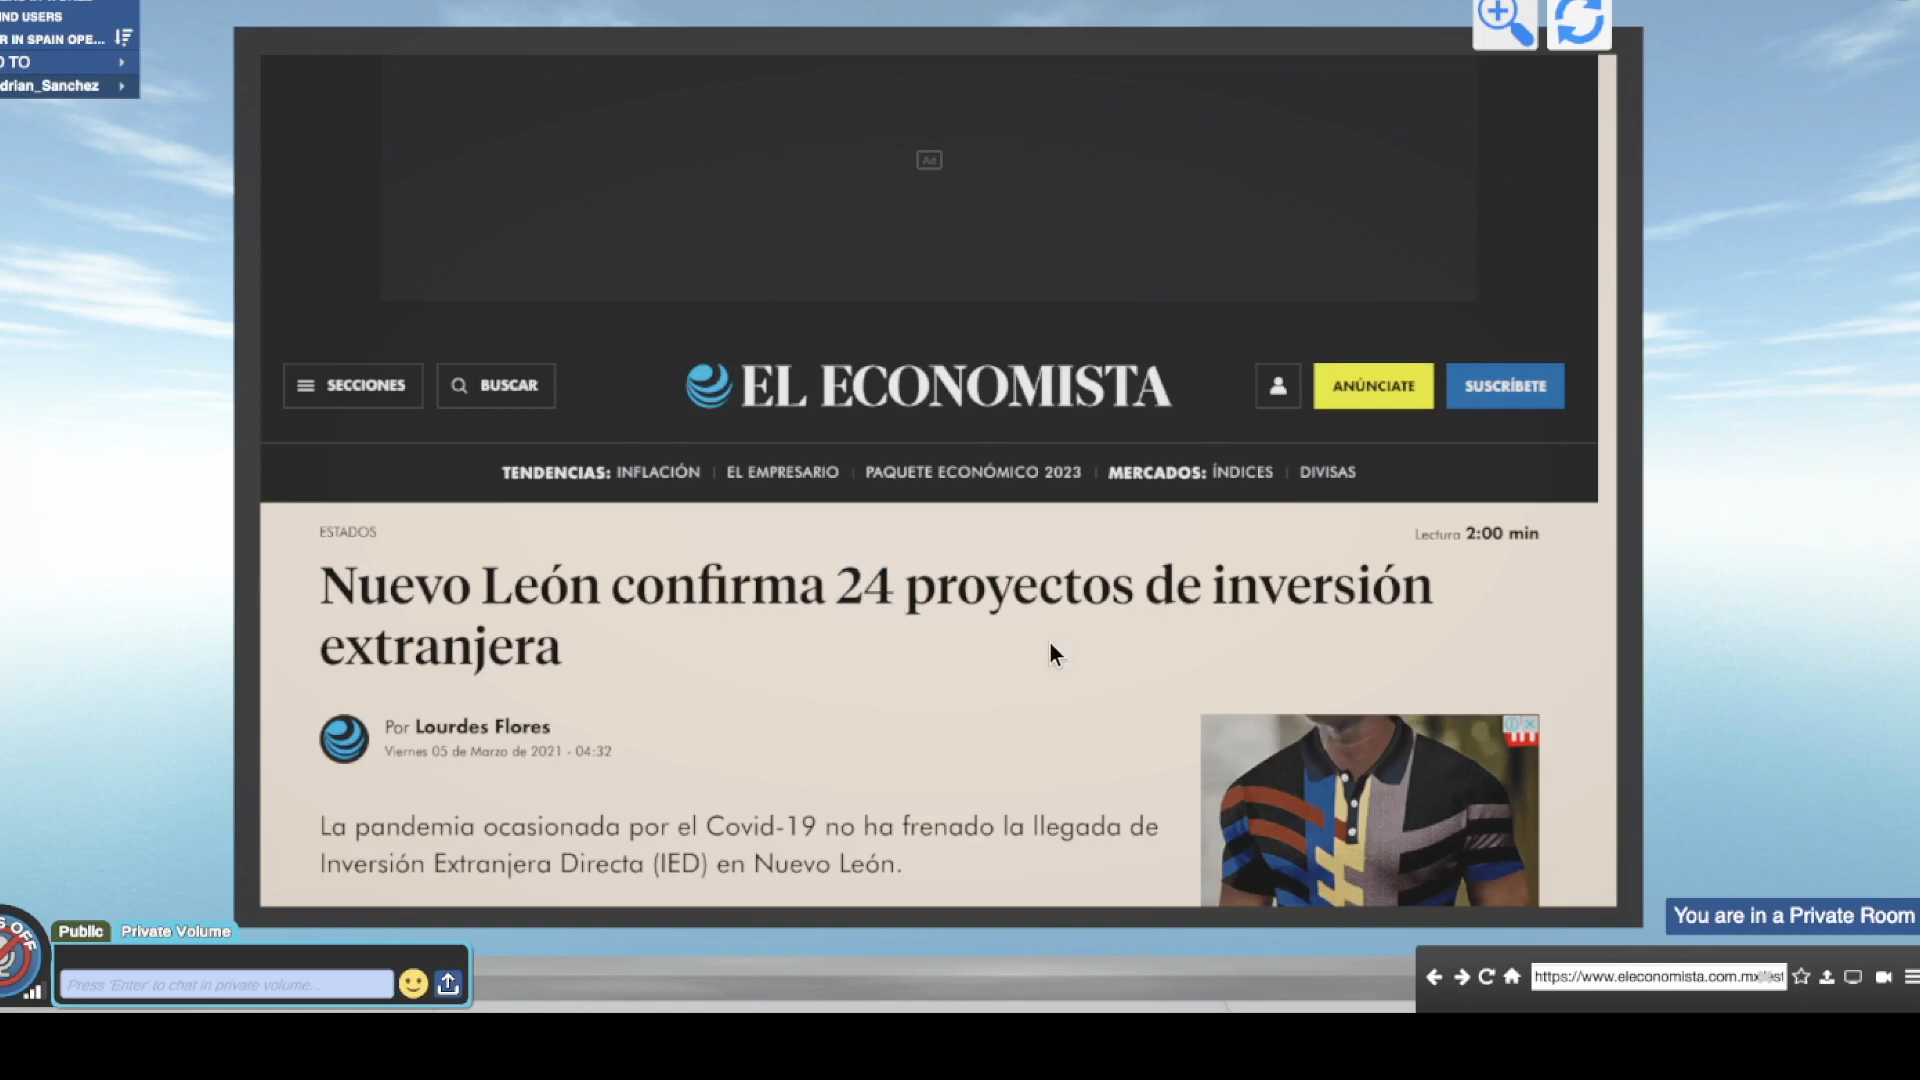 IND USERS
R IN SPAIN OPE...
O TO
drian_Sanchez
Ad
SECCIONES
BUSCAR
EL ECONOMISTA
ANÚNCIATE
SUSCRÍBETE
TENDENCIAS: INFLACIÓN | EL EMPRESARIO | PAQUETE ECONÓMICO 2023 | MERCADOS: ÍNDICES | DIVISAS
ESTADOS
Lectura 2:00 min
Nuevo León confirma 24 proyectos de inversión
extranjera
Por Lourdes Flores
Viernes 05 de Marzo de 2021 - 04:32
La pandemia ocasionada por el Covid-19 no ha frenado la llegada de
Inversión Extranjera Directa (IED) en Nuevo León.
S OFF
Public
Private Volume
Press 'Enter' to chat in private volume...
You are in a Private Room
https://www.eleconomista.com.mx